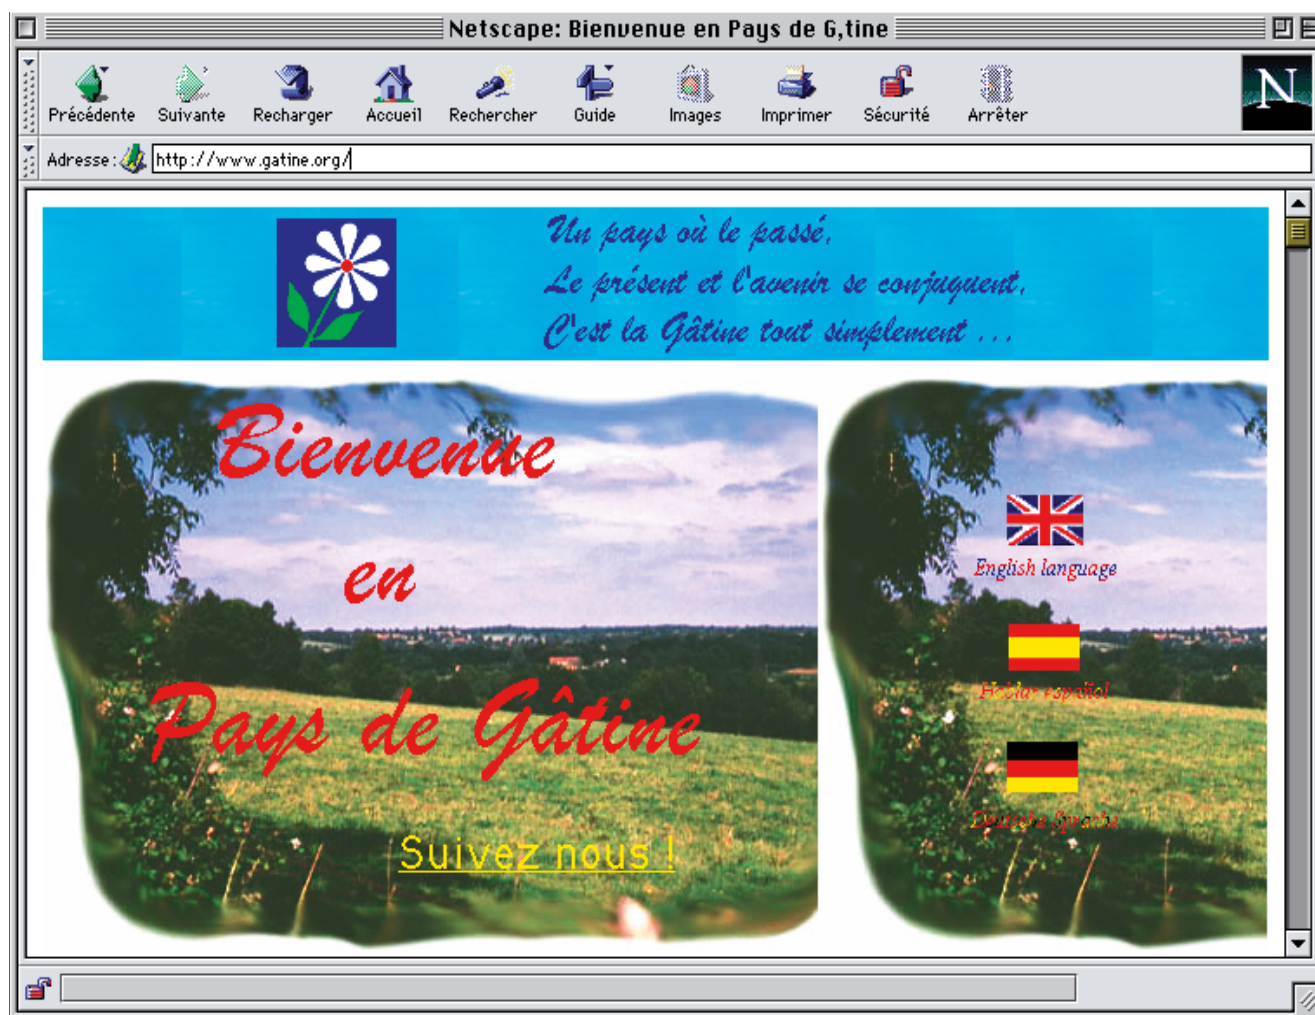 Netscape: Bienvenue en Pays de G,tine
Précédente Suivante Recharger Accueil Rechercher Guide Images Imprimer Sécurité Arrêter
N
Adresse: http://www.gatine.org/
Un pays où le passé,
Le présent et l'avenir se conjuguent,
C'est la Gâtine tout simplement ...
Bienvenue
en
Pays de Gâtine
Suivez nous !
English language
Hablar español
Deutsche Sprache